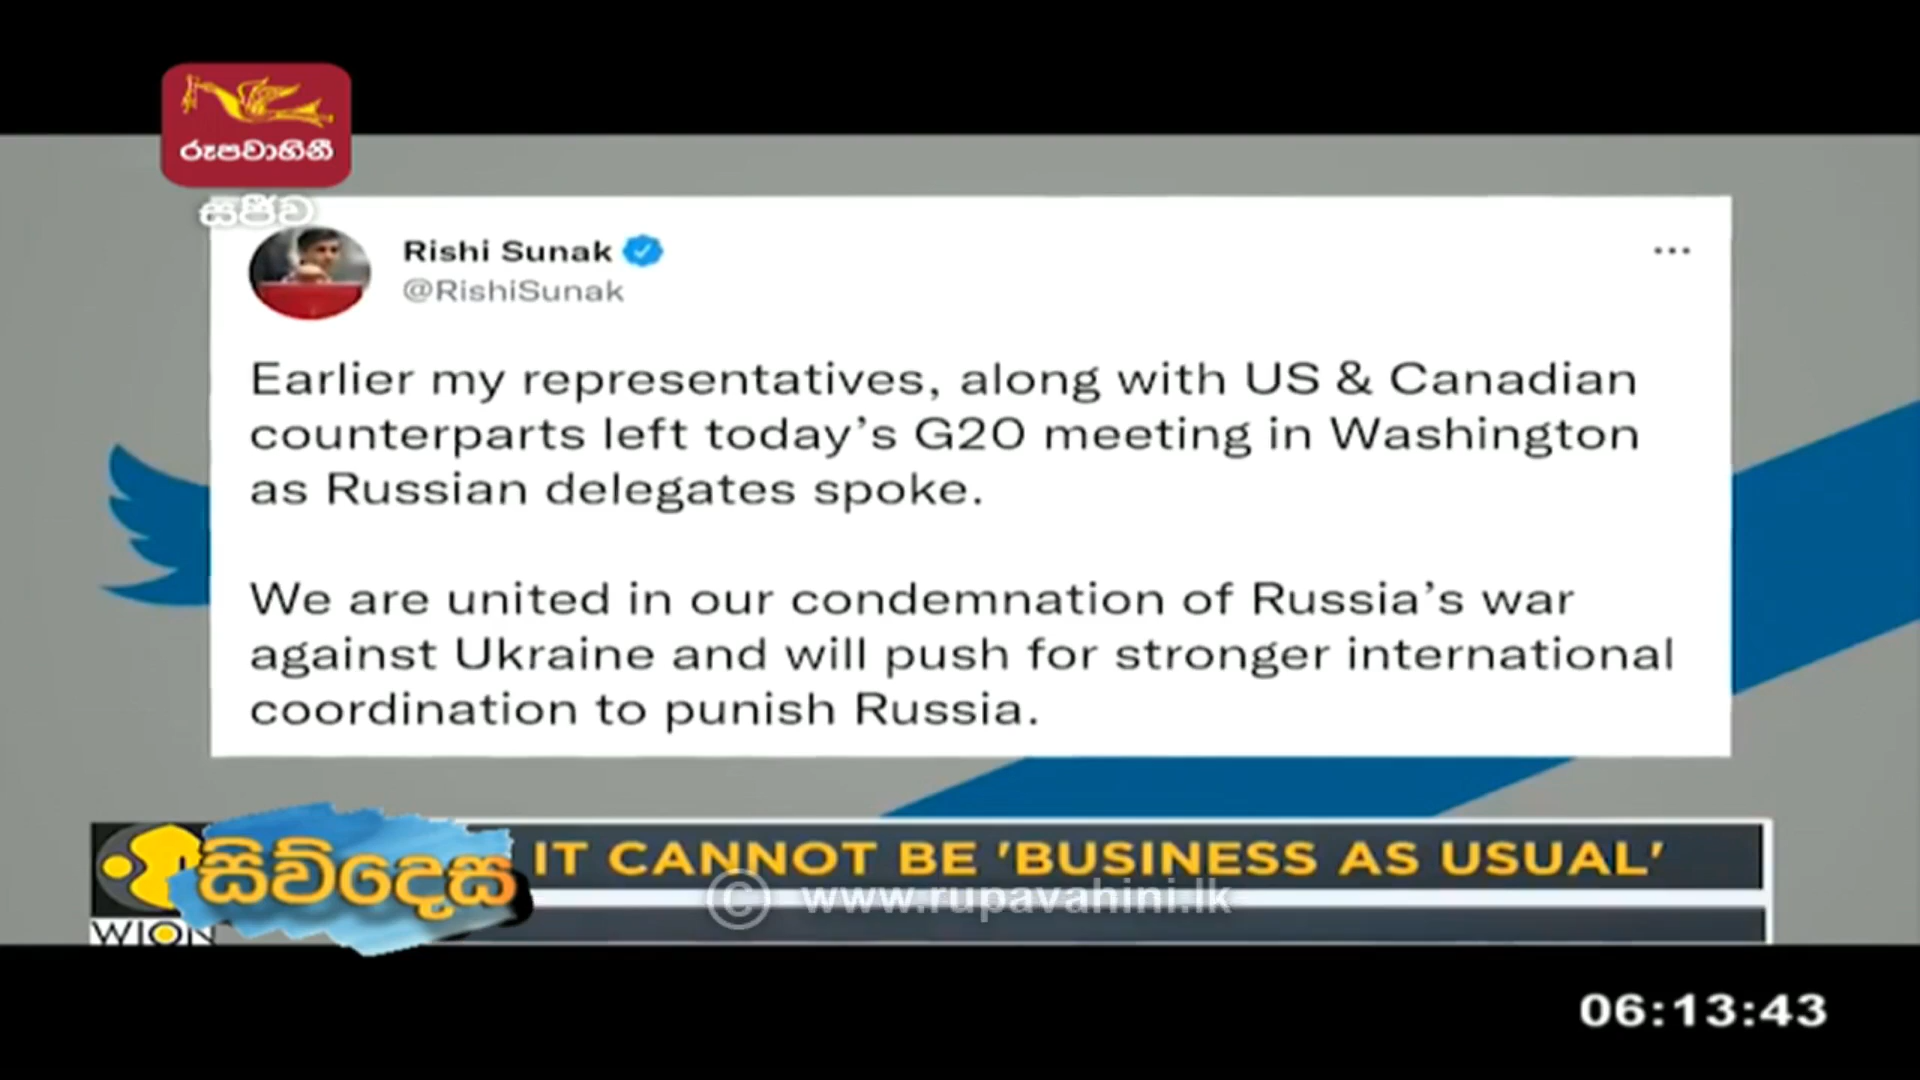 රූපවාහිනී
සජීව
Rishi Sunak
@RishiSunak
Earlier my representatives, along with US & Canadian
counterparts left today’s G20 meeting in Washington
as Russian delegates spoke.
We are united in our condemnation of Russia’s war
against Ukraine and will push for stronger international
coordination to punish Russia.
සිව්දෙස IT CANNOT BE 'BUSINESS AS USUAL'
© www.rupavahini.lk
WION
06:13:43